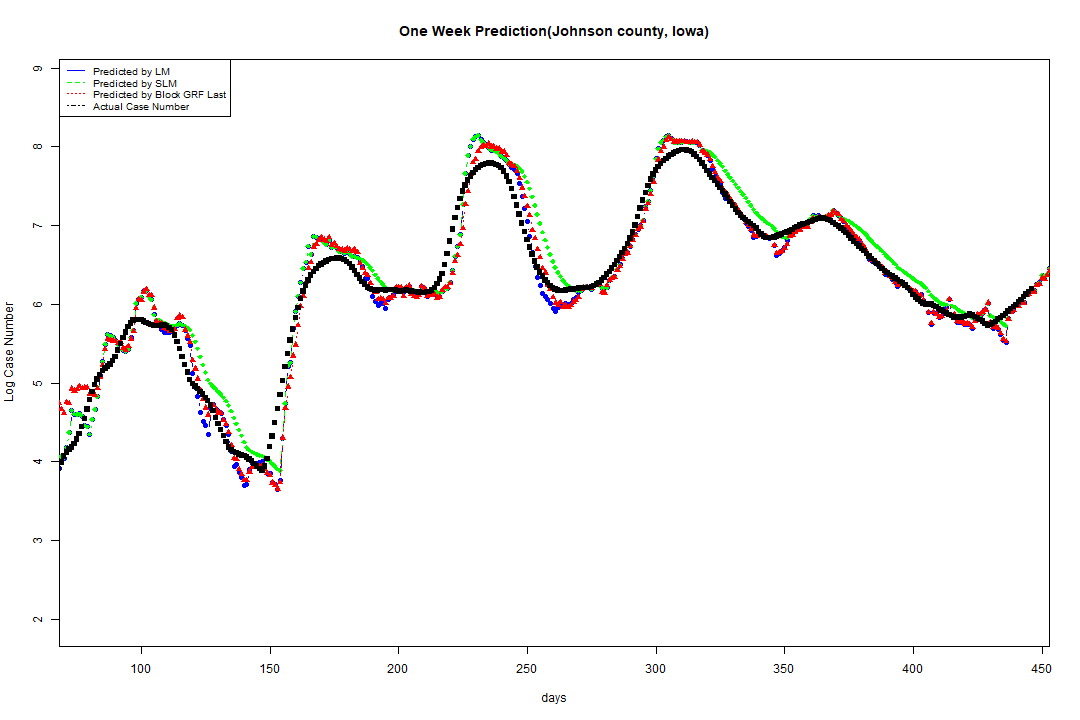 One Week Prediction(Johnson county, Iowa)
Predicted by LM
Predicted by SLM
Predicted by Block GRF Last
Actual Case Number
Log Case Number
9
8
7
6
5
4
3
2
100 150 200 250 300 350 400 450
days